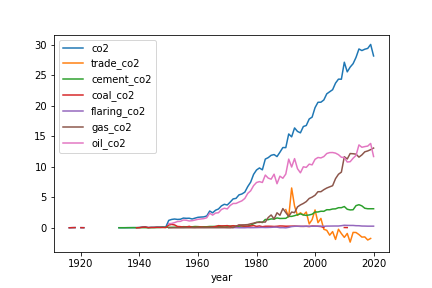 30
25
20
15
10
5
0
co2
trade_co2
cement_co2
coal_co2
flaring_co2
gas_co2
oil_co2
1920 1940 1960 1980 2000 2020
year